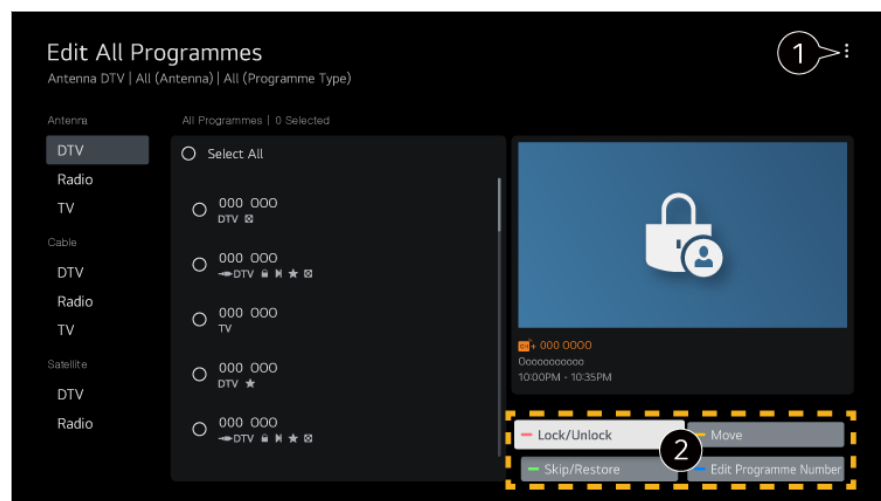 Edit All Programmes
Antenna DTV | All (Antenna) | All (Programme Type)
1
Antenna
DTV
Radio
TV
Cable
DTV
Radio
TV
Satellite
DTV
Radio
All Programmes | 0 Selected
Select All
000 000
DTV
000 000
DTV
000 000
TV
000 000
DTV ★
000 000
DTV
CH+ 000 0000
Ooooooooooo
10:00PM - 10:35PM
Lock/Unlock
Move
2
Skip/Restore
Edit Programme Number